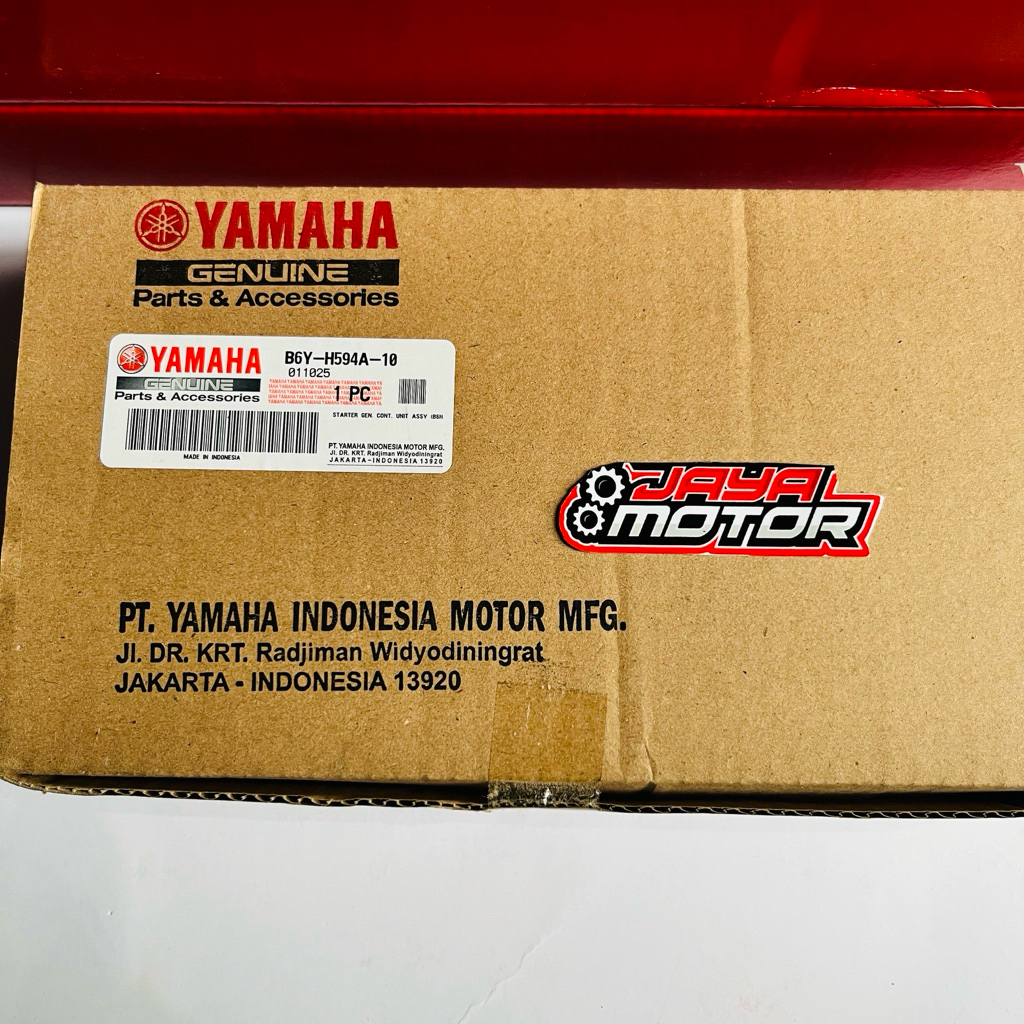 YAMAHA
GENUINE
Parts & Accessories
YAMAHA
GENUINE
Parts & Accessories
B6Y-H594A-10
011025
1 PC
STARTER GEN. CONT. UNIT ASSY (B6H
PT. YAMAHA INDONESIA MOTOR MFG.
Jl. DR. KRT. Radjiman Widyodiningrat
JAKARTA-INDONESIA 13920
MADE IN INDONESIA
JAYA
MOTOR
PT. YAMAHA INDONESIA MOTOR MFG.
Jl. DR. KRT. Radjiman Widyodiningrat
JAKARTA - INDONESIA 13920